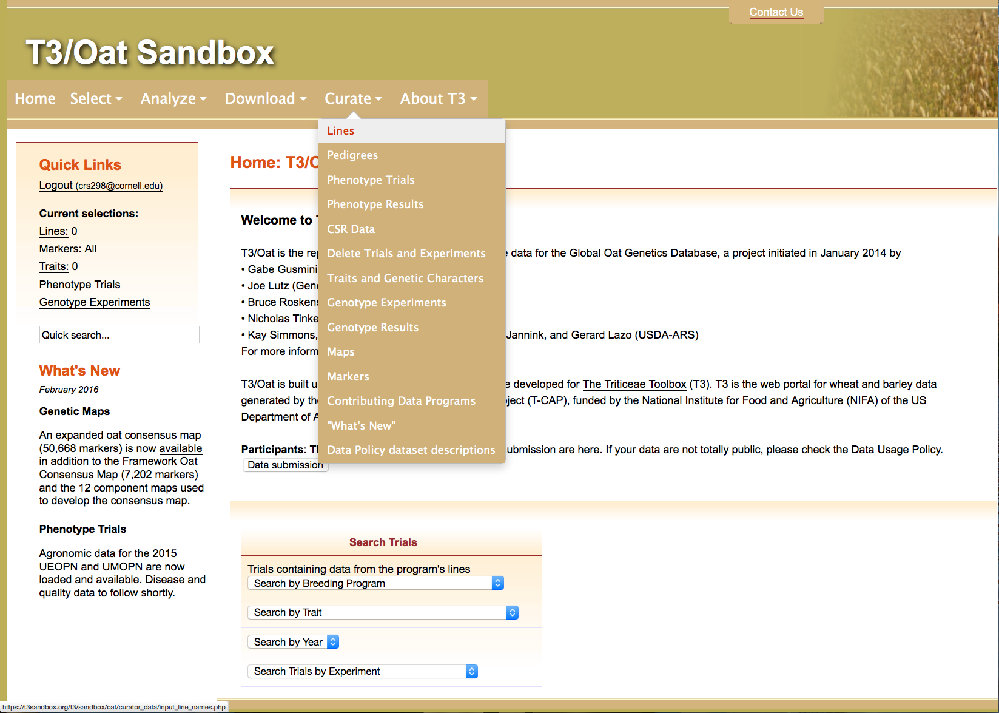 Contact Us
T3/Oat Sandbox
Home Select Analyze Download Curate About T3
Lines
Pedigrees
Phenotype Trials
Phenotype Results
CSR Data
Delete Trials and Experiments
Traits and Genetic Characters
Genotype Experiments
Genotype Results
Maps
Markers
Contributing Data Programs
"What's New"
Data Policy dataset descriptions
Quick Links
Logout (crs298@cornell.edu)
Current selections:
Lines: 0
Markers: All
Traits: 0
Phenotype Trials
Genotype Experiments
Quick search...
What's New
February 2016
Genetic Maps
An expanded oat consensus map
(50,668 markers) is now available
in addition to the Framework Oat
Consensus Map (7,202 markers)
and the 12 component maps used
to develop the consensus map.
Phenotype Trials
Agronomic data for the 2015
UEOPN and UMOPN are now
loaded and available. Disease and
quality data to follow shortly.
Home: T3/
Welcome to
T3/Oat is the data for the Global Oat Genetics Database, a project initiated in January 2014 by
• Gabe Gusmini
• Joe Lutz
• Bruce Roskens
• Nicholas Tinke
• Kay Simmons, Jannink, and Gerard Lazo (USDA-ARS)
For more inform
T3/Oat is built developed for The Triticeae Toolbox (T3). T3 is the web portal for wheat and barley data
generated by the ject (T-CAP), funded by the National Institute for Food and Agriculture (NIFA) of the US
Department of A
Participants: ubmission are here. If your data are not totally public, please check the Data Usage Policy.
Data submission
Search Trials
Trials containing data from the program's lines
Search by Breeding Program
Search by Trait
Search by Year
Search Trials by Experiment
https://t3sandbox.org/t3/sandbox/oat/curator_data/input_line_names.php